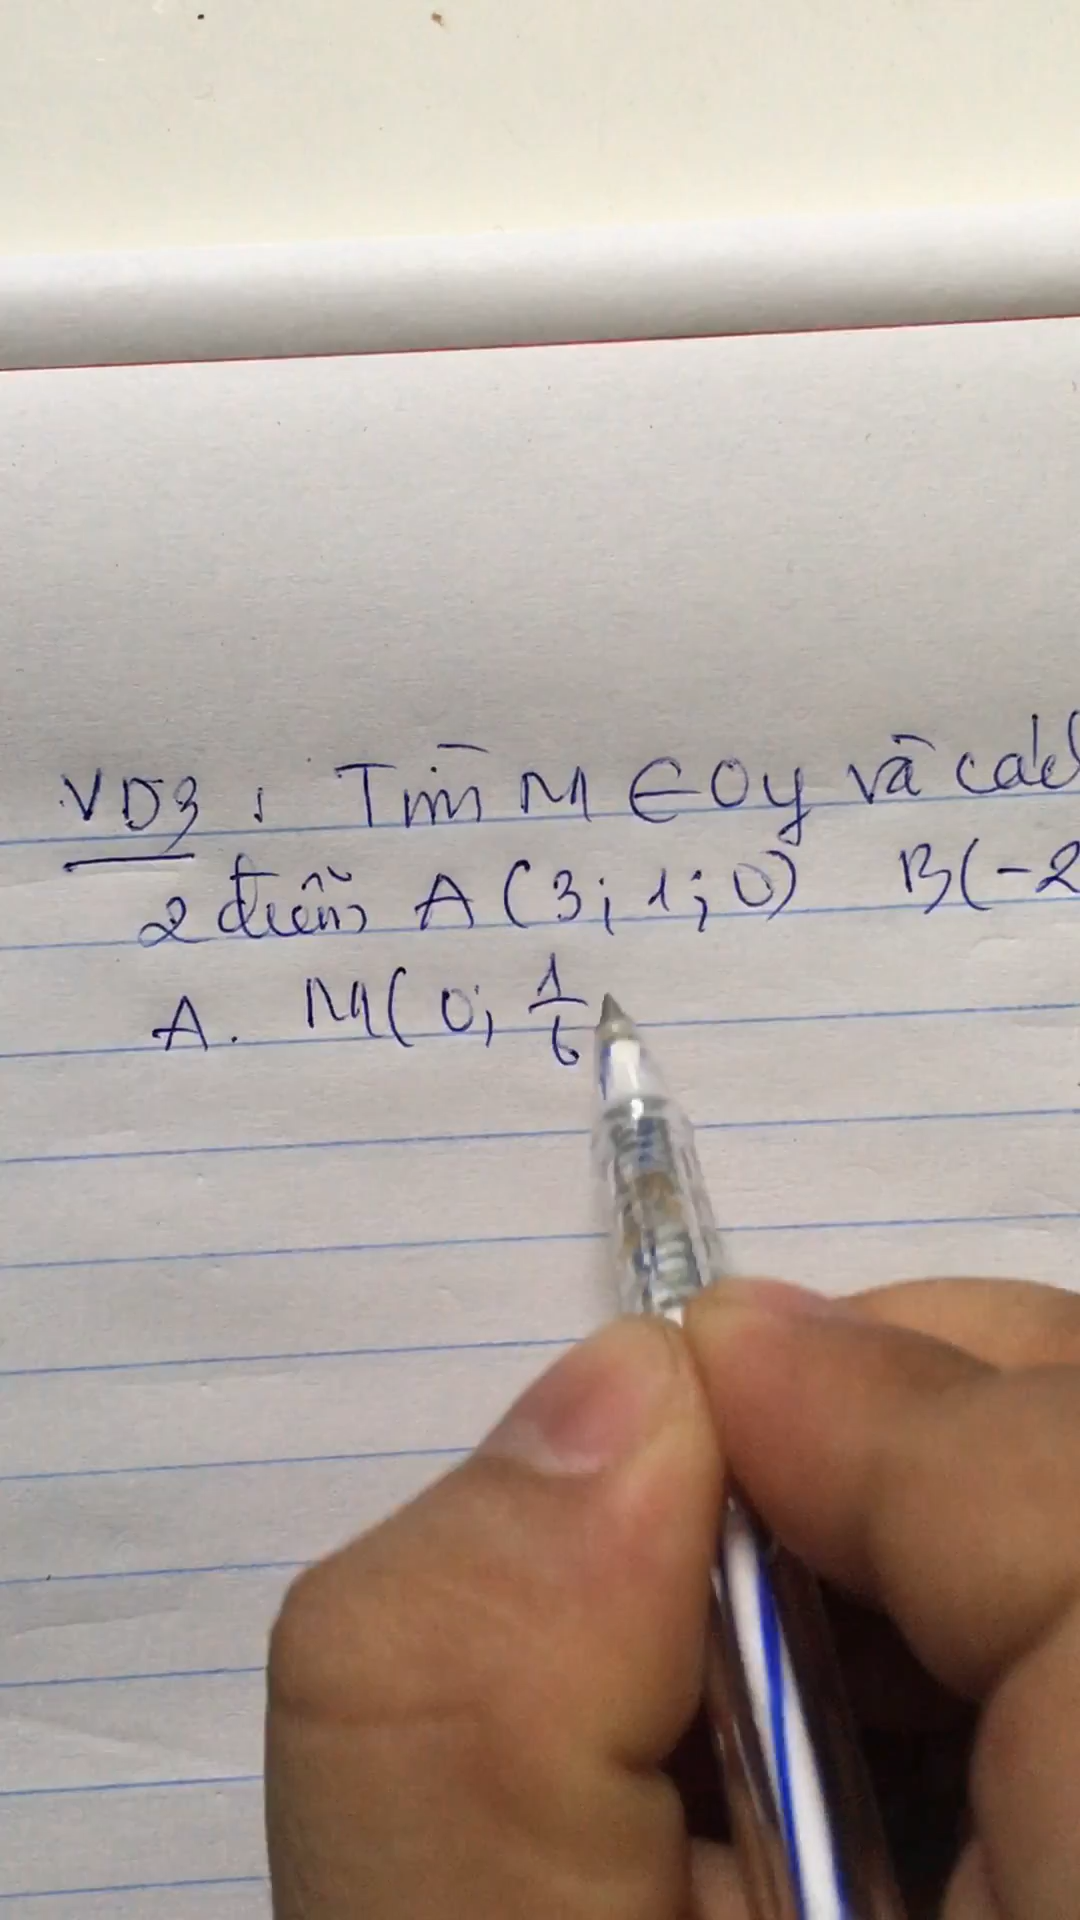 VD3: Tìm M ∈ Oy và cách
2 điểm A(3; 1; 0) B(-2
A. M(0; 1/6